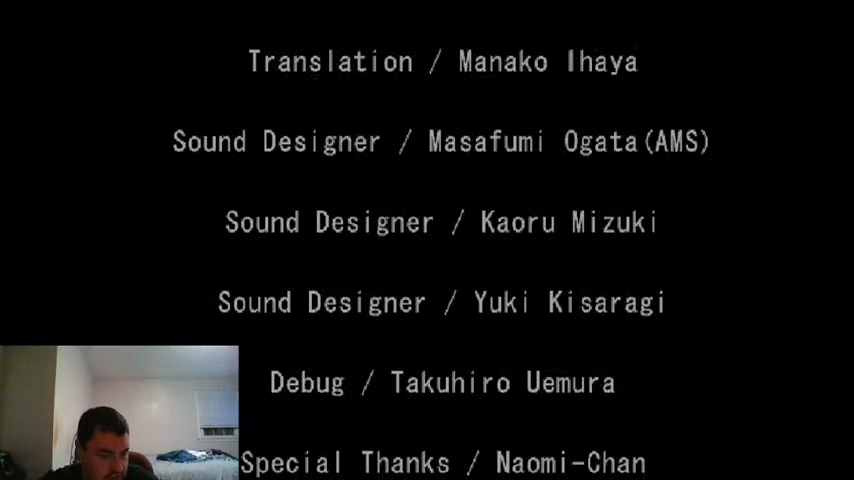 Translation / Manako Ihaya
Sound Designer / Masafumi Ogata(AMS)
Sound Designer / Kaoru Mizuki
Sound Designer / Yuki Kisaragi
Debug / Takuhiro Uemura
Special Thanks / Naomi-Chan